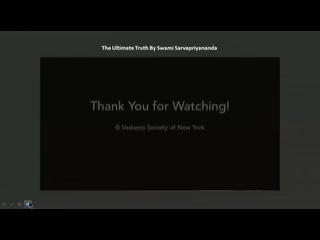 The Ultimate Truth By Swami Sarvapriyananda
Thank You for Watching!
© Vedanta Society of New York